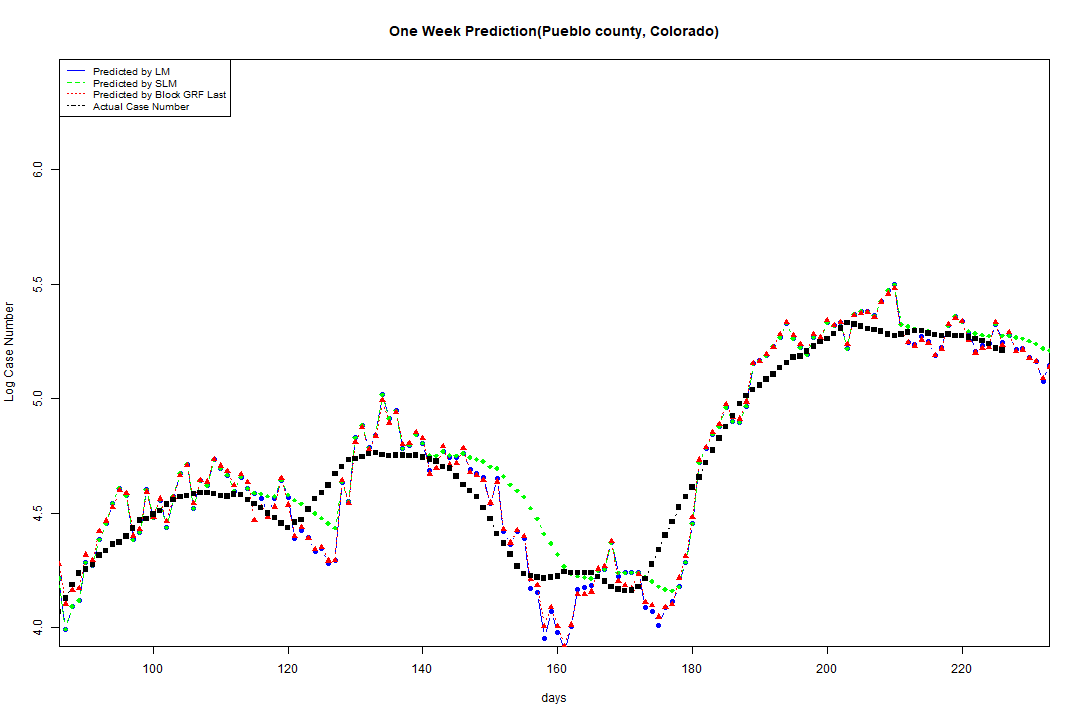 One Week Prediction(Pueblo county, Colorado)
Predicted by LM
Predicted by SLM
Predicted by Block GRF Last
Actual Case Number
Log Case Number
6.0
5.5
5.0
4.5
4.0
100 120 140 160 180 200 220
days